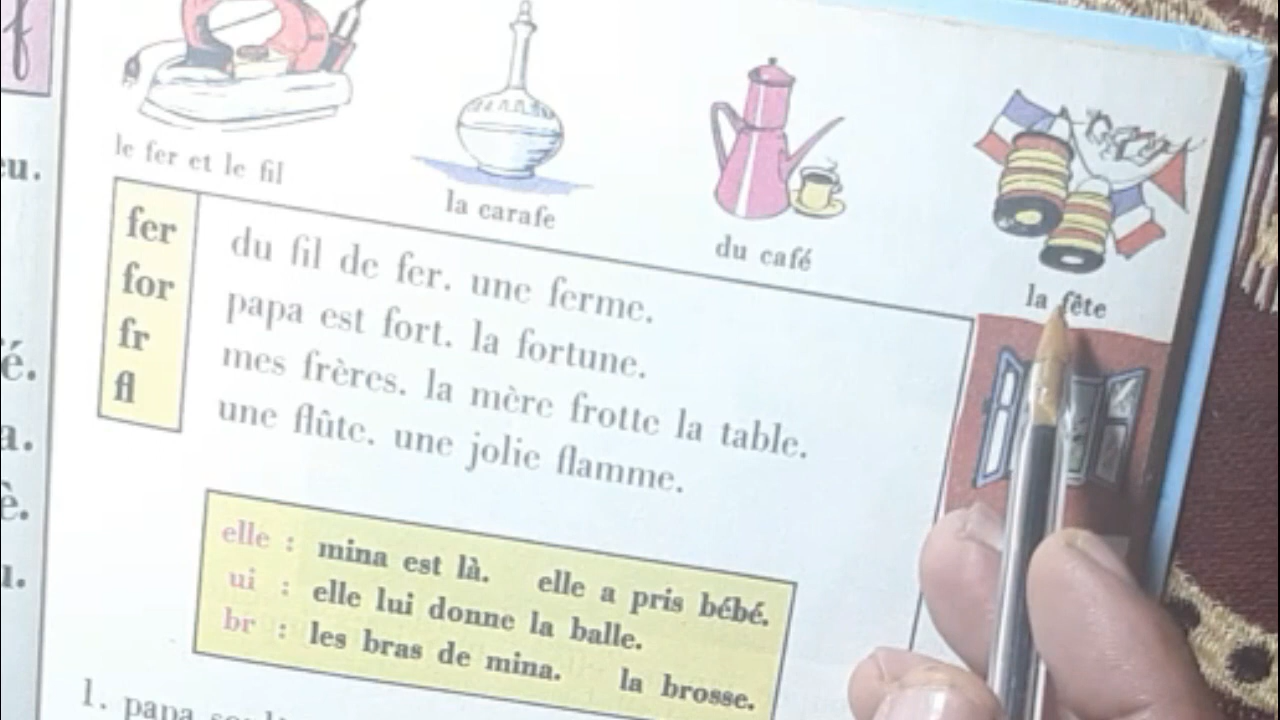 f
le fer et le fil
la carafe
du café
la fête
fer
for
fr
fl
du fil de fer. une ferme.
papa est fort. la fortune.
mes frères. la mère frotte la table.
une flûte. une jolie flamme.
elle : mina est là. elle a pris bébé.
ui : elle lui donne la balle.
br : les bras de mina. la brosse.
1. papa